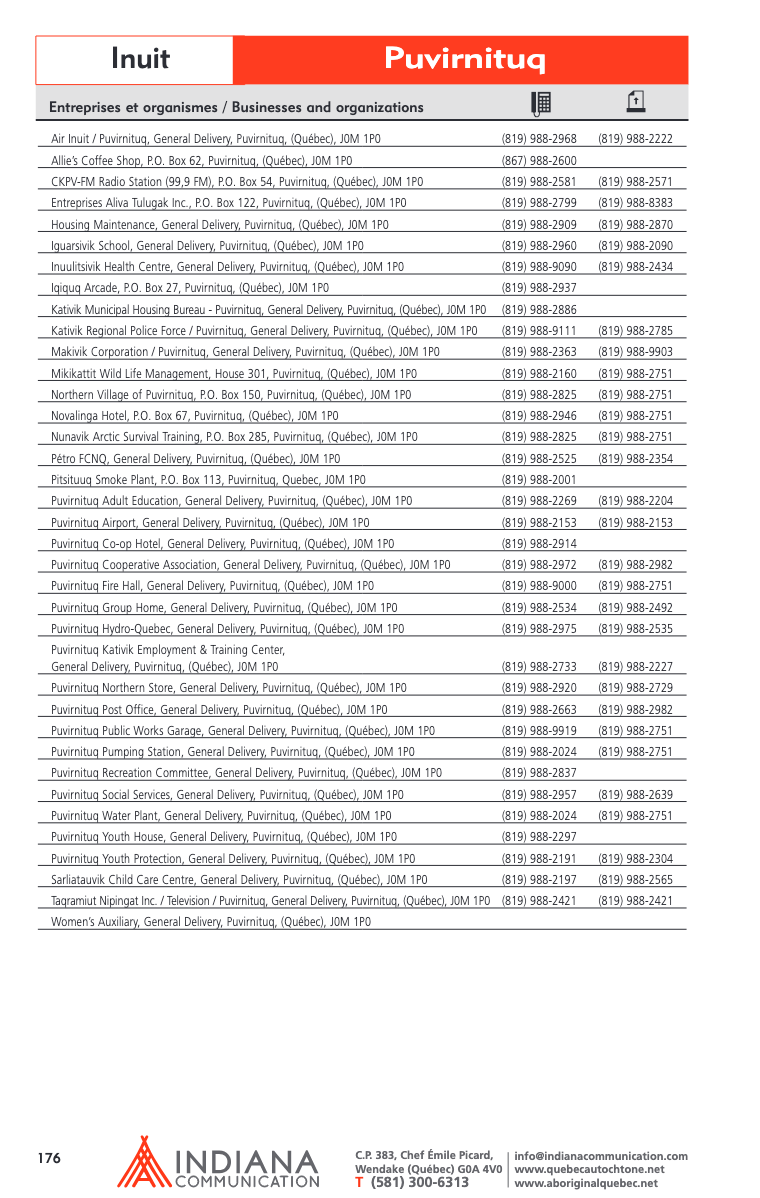 Inuit
Puvirnituq
Entreprises et organismes / Businesses and organizations
Air Inuit / Puvirnituq, General Delivery, Puvirnituq, (Québec), J0M 1P0 (819) 988-2968 (819) 988-2222
Allie’s Coffee Shop, P.O. Box 62, Puvirnituq, (Québec), J0M 1P0 (867) 988-2600
CKPV-FM Radio Station (99,9 FM), P.O. Box 54, Puvirnituq, (Québec), J0M 1P0 (819) 988-2581 (819) 988-2571
Entreprises Aliva Tulugak Inc., P.O. Box 122, Puvirnituq, (Québec), J0M 1P0 (819) 988-2799 (819) 988-8383
Housing Maintenance, General Delivery, Puvirnituq, (Québec), J0M 1P0 (819) 988-2909 (819) 988-2870
Iguarsivik School, General Delivery, Puvirnituq, (Québec), J0M 1P0 (819) 988-2960 (819) 988-2090
Inuulitsivik Health Centre, General Delivery, Puvirnituq, (Québec), J0M 1P0 (819) 988-9090 (819) 988-2434
Iqiquq Arcade, P.O. Box 27, Puvirnituq, (Québec), J0M 1P0 (819) 988-2937
Kativik Municipal Housing Bureau - Puvirnituq, General Delivery, Puvirnituq, (Québec), J0M 1P0 (819) 988-2886
Kativik Regional Police Force / Puvirnituq, General Delivery, Puvirnituq, (Québec), J0M 1P0 (819) 988-9111 (819) 988-2785
Makivik Corporation / Puvirnituq, General Delivery, Puvirnituq, (Québec), J0M 1P0 (819) 988-2363 (819) 988-9903
Mikikattit Wild Life Management, House 301, Puvirnituq, (Québec), J0M 1P0 (819) 988-2160 (819) 988-2751
Northern Village of Puvirnituq, P.O. Box 150, Puvirnituq, (Québec), J0M 1P0 (819) 988-2825 (819) 988-2751
Novalinga Hotel, P.O. Box 67, Puvirnituq, (Québec), J0M 1P0 (819) 988-2946 (819) 988-2751
Nunavik Arctic Survival Training, P.O. Box 285, Puvirnituq, (Québec), J0M 1P0 (819) 988-2825 (819) 988-2751
Pétro FCNQ, General Delivery, Puvirnituq, (Québec), J0M 1P0 (819) 988-2525 (819) 988-2354
Pitsituuq Smoke Plant, P.O. Box 113, Puvirnituq, Quebec, J0M 1P0 (819) 988-2001
Puvirnituq Adult Education, General Delivery, Puvirnituq, (Québec), J0M 1P0 (819) 988-2269 (819) 988-2204
Puvirnituq Airport, General Delivery, Puvirnituq, (Québec), J0M 1P0 (819) 988-2153 (819) 988-2153
Puvirnituq Co-op Hotel, General Delivery, Puvirnituq, (Québec), J0M 1P0 (819) 988-2914
Puvirnituq Cooperative Association, General Delivery, Puvirnituq, (Québec), J0M 1P0 (819) 988-2972 (819) 988-2982
Puvirnituq Fire Hall, General Delivery, Puvirnituq, (Québec), J0M 1P0 (819) 988-9000 (819) 988-2751
Puvirnituq Group Home, General Delivery, Puvirnituq, (Québec), J0M 1P0 (819) 988-2534 (819) 988-2492
Puvirnituq Hydro-Quebec, General Delivery, Puvirnituq, (Québec), J0M 1P0 (819) 988-2975 (819) 988-2535
Puvirnituq Kativik Employment & Training Center,
General Delivery, Puvirnituq, (Québec), J0M 1P0 (819) 988-2733 (819) 988-2227
Puvirnituq Northern Store, General Delivery, Puvirnituq, (Québec), J0M 1P0 (819) 988-2920 (819) 988-2729
Puvirnituq Post Office, General Delivery, Puvirnituq, (Québec), J0M 1P0 (819) 988-2663 (819) 988-2982
Puvirnituq Public Works Garage, General Delivery, Puvirnituq, (Québec), J0M 1P0 (819) 988-9919 (819) 988-2751
Puvirnituq Pumping Station, General Delivery, Puvirnituq, (Québec), J0M 1P0 (819) 988-2024 (819) 988-2751
Puvirnituq Recreation Committee, General Delivery, Puvirnituq, (Québec), J0M 1P0 (819) 988-2837
Puvirnituq Social Services, General Delivery, Puvirnituq, (Québec), J0M 1P0 (819) 988-2957 (819) 988-2639
Puvirnituq Water Plant, General Delivery, Puvirnituq, (Québec), J0M 1P0 (819) 988-2024 (819) 988-2751
Puvirnituq Youth House, General Delivery, Puvirnituq, (Québec), J0M 1P0 (819) 988-2297
Puvirnituq Youth Protection, General Delivery, Puvirnituq, (Québec), J0M 1P0 (819) 988-2191 (819) 988-2304
Sarliatauvik Child Care Centre, General Delivery, Puvirnituq, (Québec), J0M 1P0 (819) 988-2197 (819) 988-2565
Taqramiut Nipingat Inc. / Television / Puvirnituq, General Delivery, Puvirnituq, (Québec), J0M 1P0 (819) 988-2421 (819) 988-2421
Women’s Auxiliary, General Delivery, Puvirnituq, (Québec), J0M 1P0
176
INDIANA
COMMUNICATION
C.P. 383, Chef Émile Picard,
Wendake (Québec) G0A 4V0
T (581) 300-6313
info@indianacommunication.com
www.quebecautochtone.net
www.aboriginalquebec.net